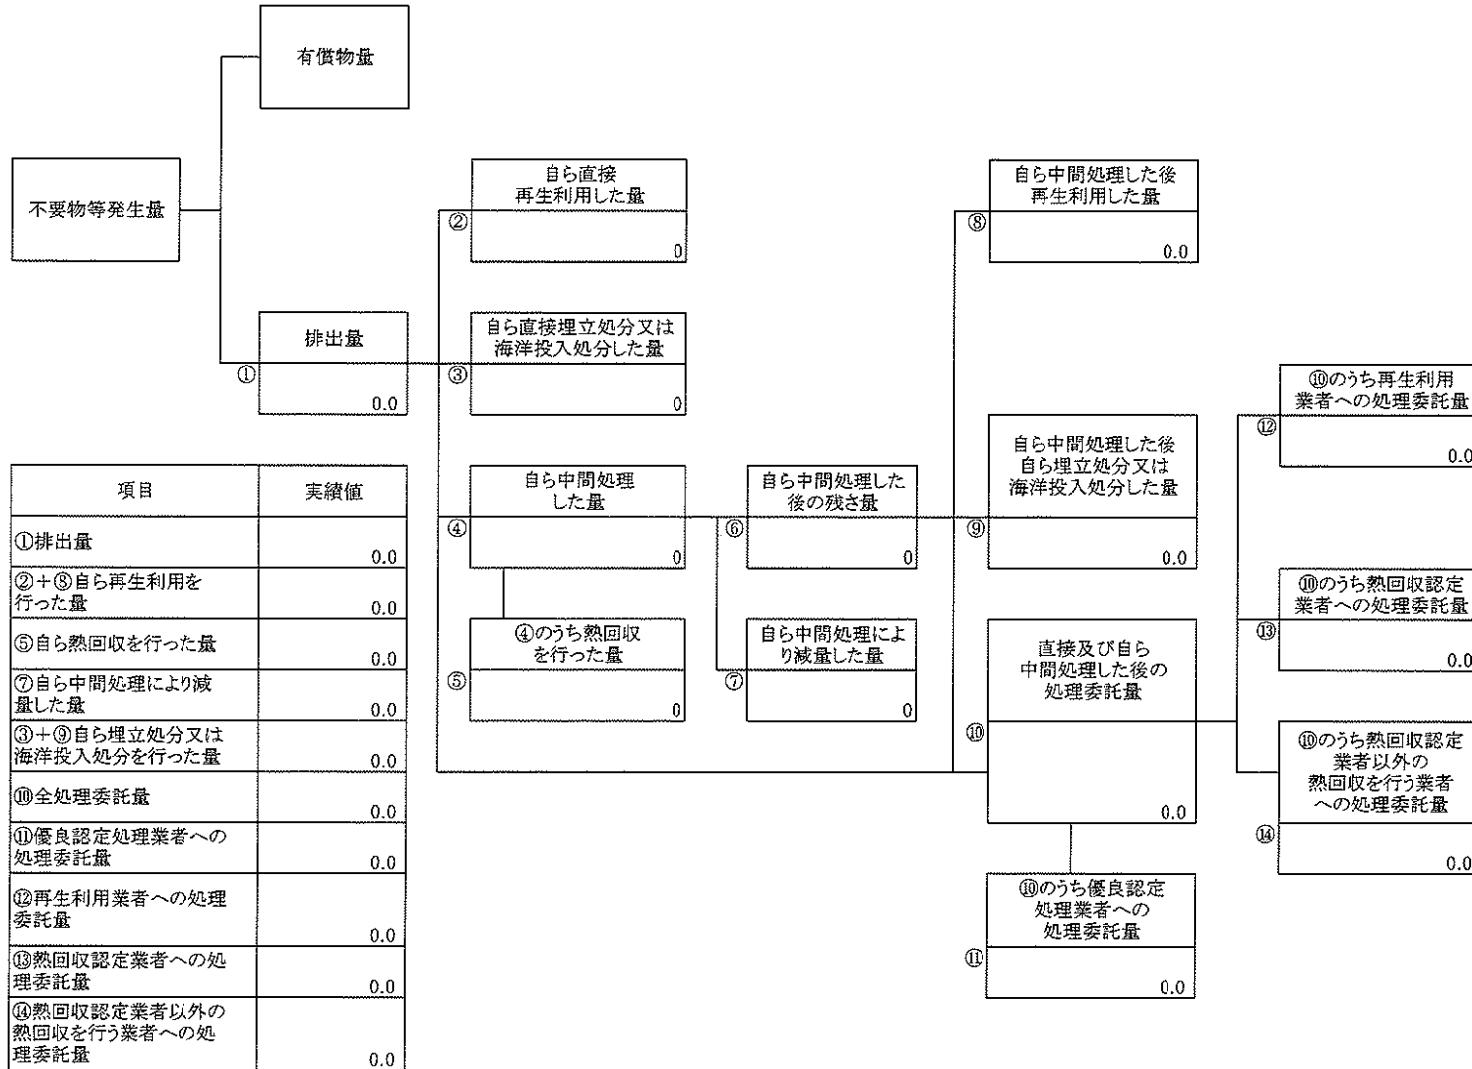 有償物量
不要物等発生量
排出量
①
0.0
自ら直接
再生利用した量
②
0
自ら直接埋立処分又は
海洋投入処分した量
③
0
自ら中間処理
した量
④
0
④のうち熱回収
を行った量
⑤
0
自ら中間処理した
後の残さ量
⑥
0
自ら中間処理によ
り減量した量
⑦
0
自ら中間処理した後
再生利用した量
⑧
0.0
自ら中間処理した後
自ら埋立処分又は
海洋投入処分した量
⑨
0.0
直接及び自ら
中間処理した後の
処理委託量
⑩
0.0
⑩のうち優良認定
処理業者への
処理委託量
⑪
0.0
⑩のうち再生利用
業者への処理委託量
⑫
0.0
⑩のうち熱回収認定
業者への処理委託量
⑬
0.0
⑩のうち熱回収認定
業者以外の
熱回収を行う業者
への処理委託量
⑭
0.0
項目 実績値
①排出量
0.0
②+⑧自ら再生利用を
行った量 0.0
⑤自ら熱回収を行った量
0.0
⑦自ら中間処理により減
量した量 0.0
③+⑨自ら埋立処分又は
海洋投入処分を行った量 0.0
⑩全処理委託量
0.0
⑪優良認定処理業者への
処理委託量 0.0
⑫再生利用業者への処理
委託量
0.0
⑬熱回収認定業者への処
理委託量 0.0
⑭熱回収認定業者以外の
熱回収を行う業者への処
理委託量 0.0